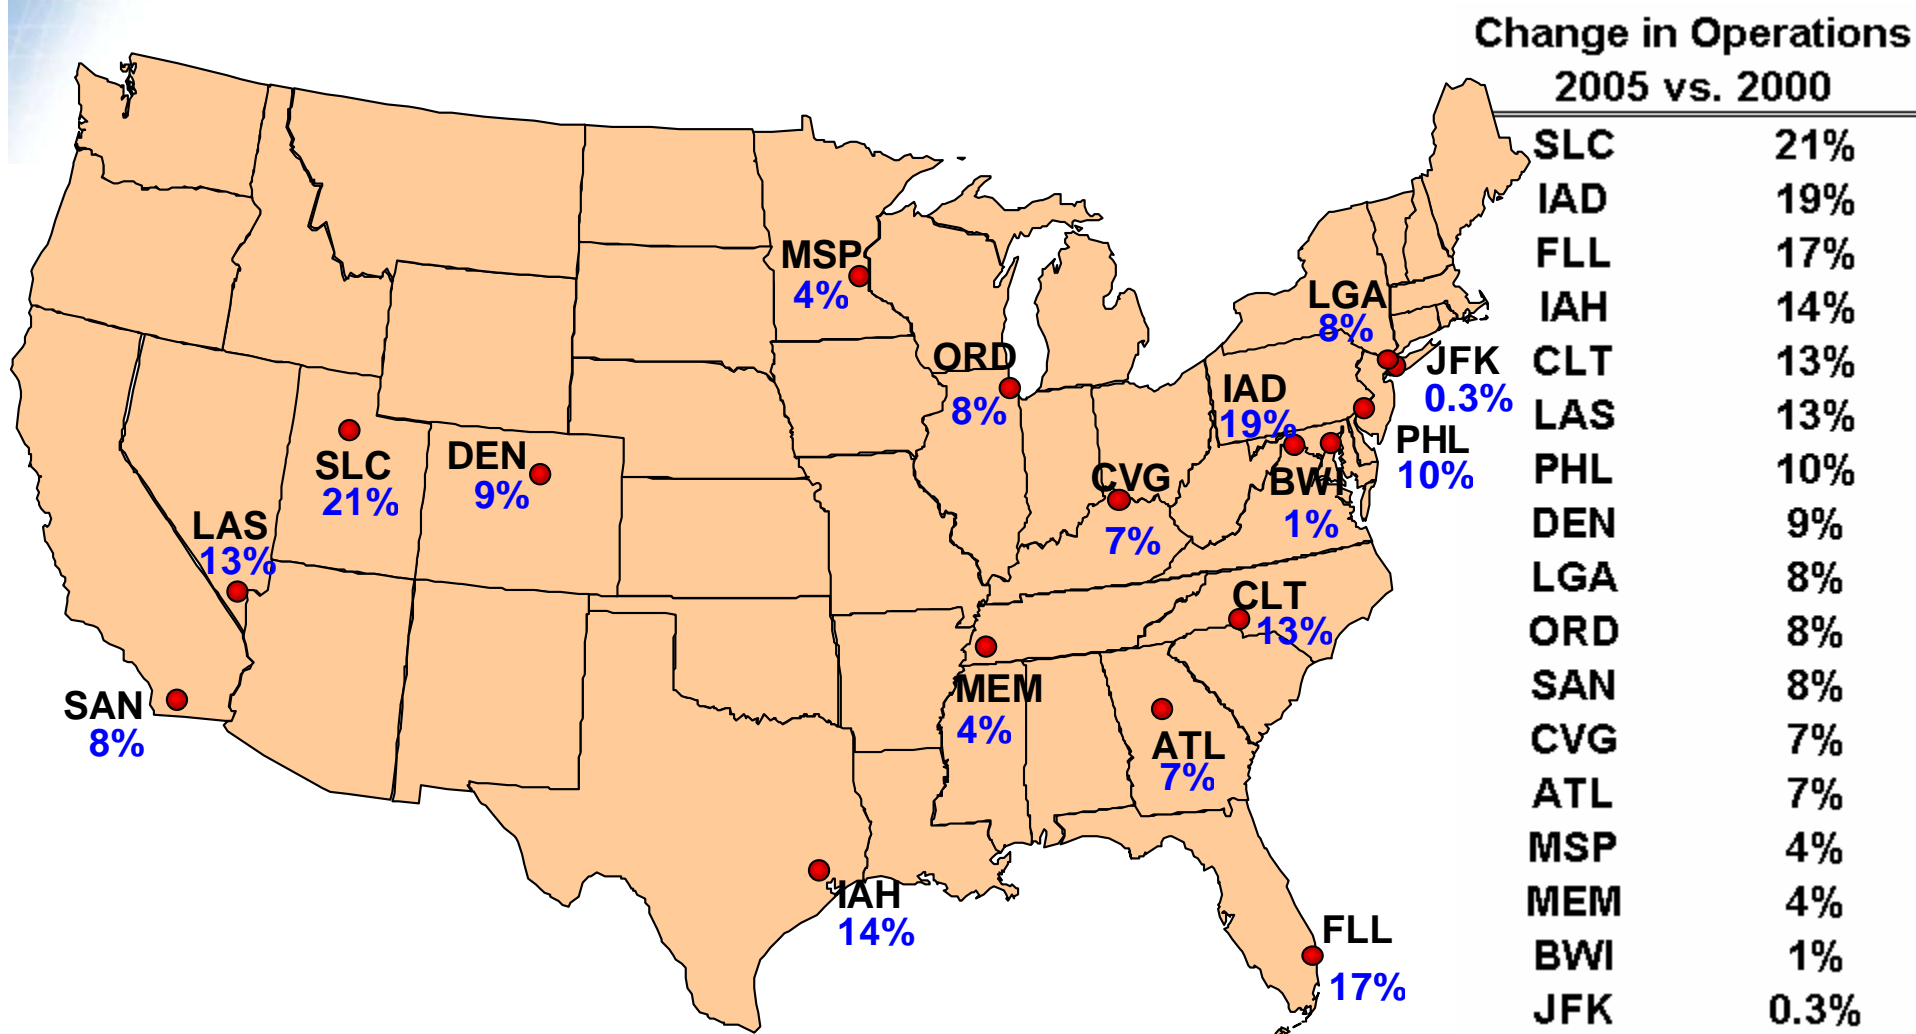 Change in Operations
2005 vs. 2000
SLC 21%
IAD 19%
FLL 17%
IAH 14%
CLT 13%
LAS 13%
PHL 10%
DEN 9%
LGA 8%
ORD 8%
SAN 8%
CVG 7%
ATL 7%
MSP 4%
MEM 4%
BWI 1%
JFK 0.3%
MSP
4%
LGA
8%
ORD
8%
JFK
0.3%
IAD
19%
PHL
10%
SLC
21%
DEN
9%
CVG
7%
BWI
1%
LAS
13%
CLT
13%
SAN
8%
MEM
4%
ATL
7%
IAH
14%
FLL
17%